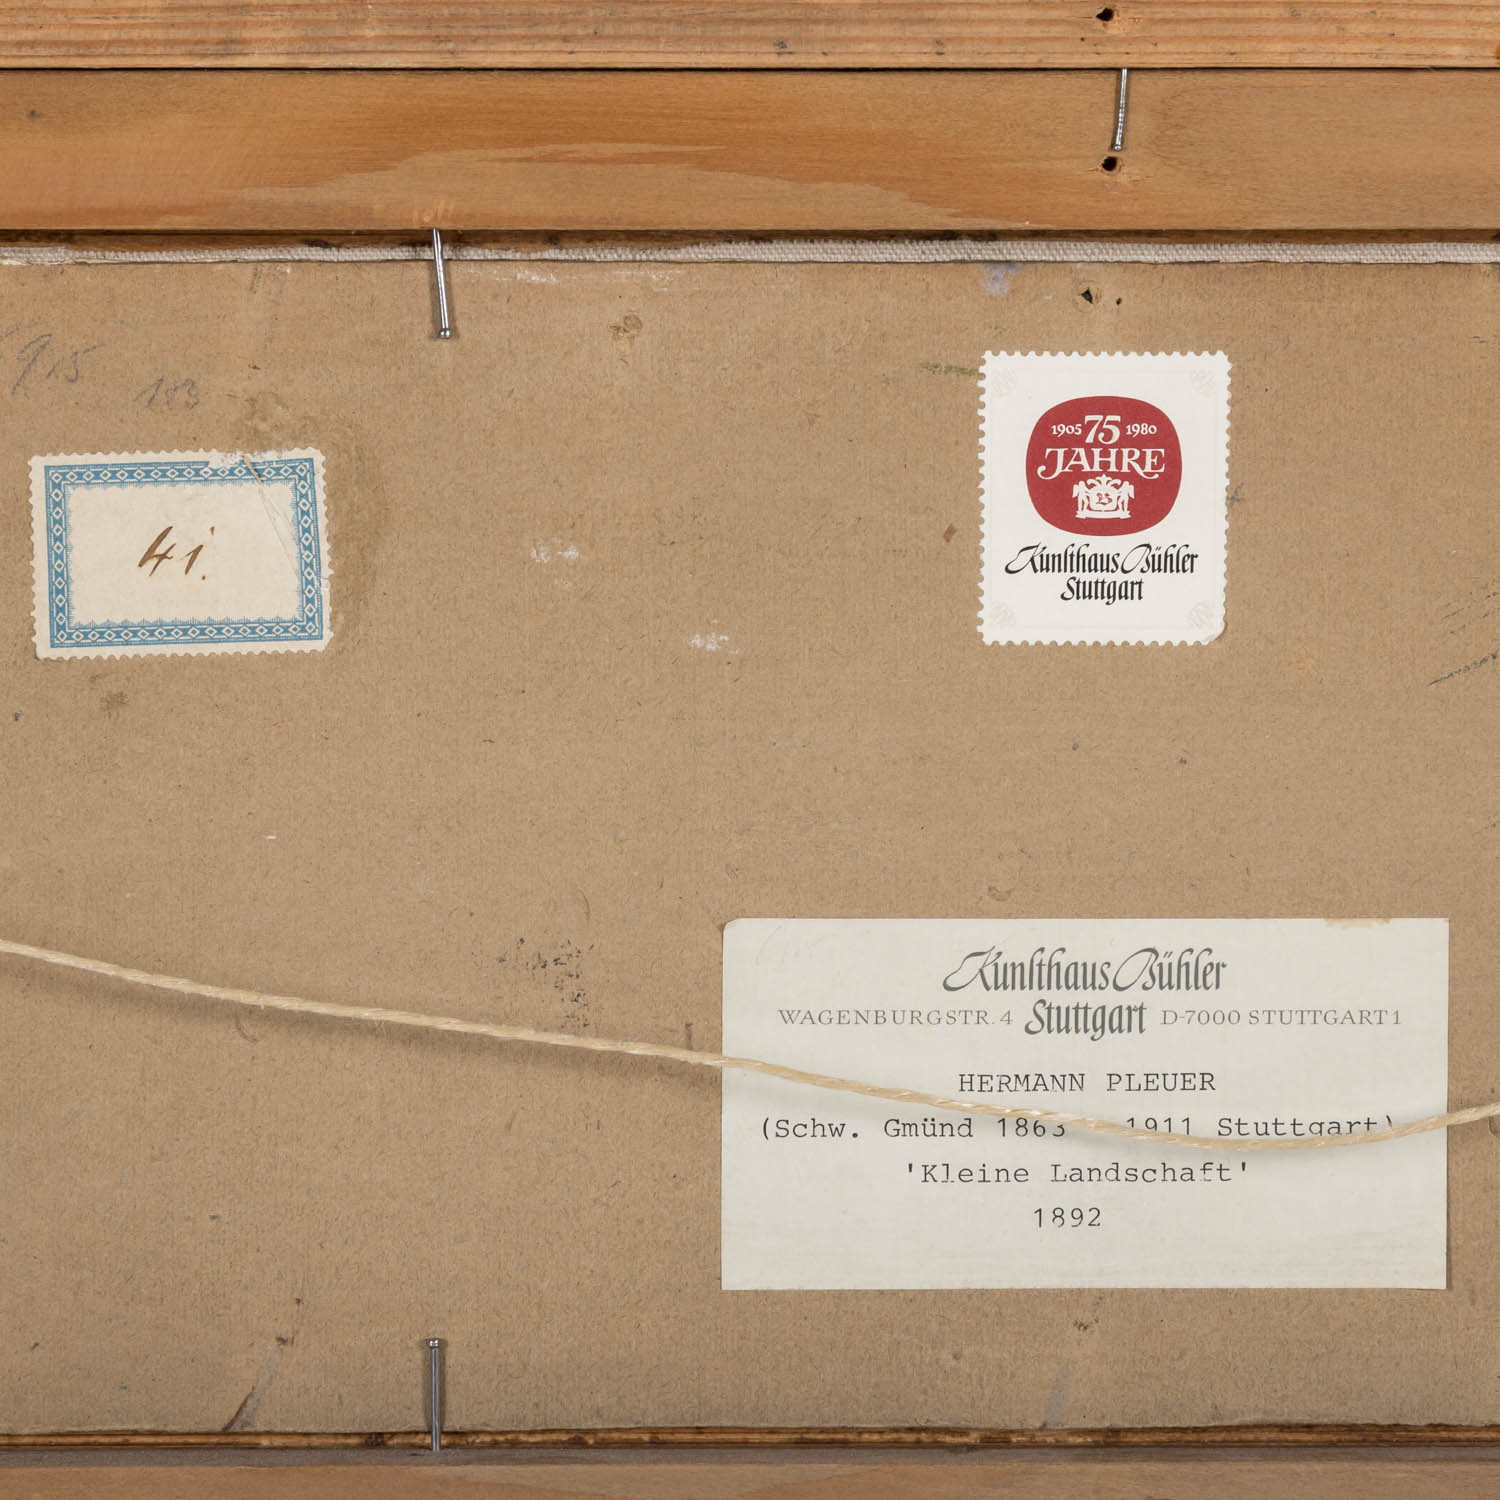 183
41.
1905 75 1980
JAHRE
Kunsthaus Bühler
Stuttgart
Kunsthaus Bühler
WAGENBURGSTR. 4 Stuttgart D-7000 STUTTGART 1
HERMANN PLEUER
(Schw. Gmünd 1863 1911 Stuttgart)
'Kleine Landschaft'
1892